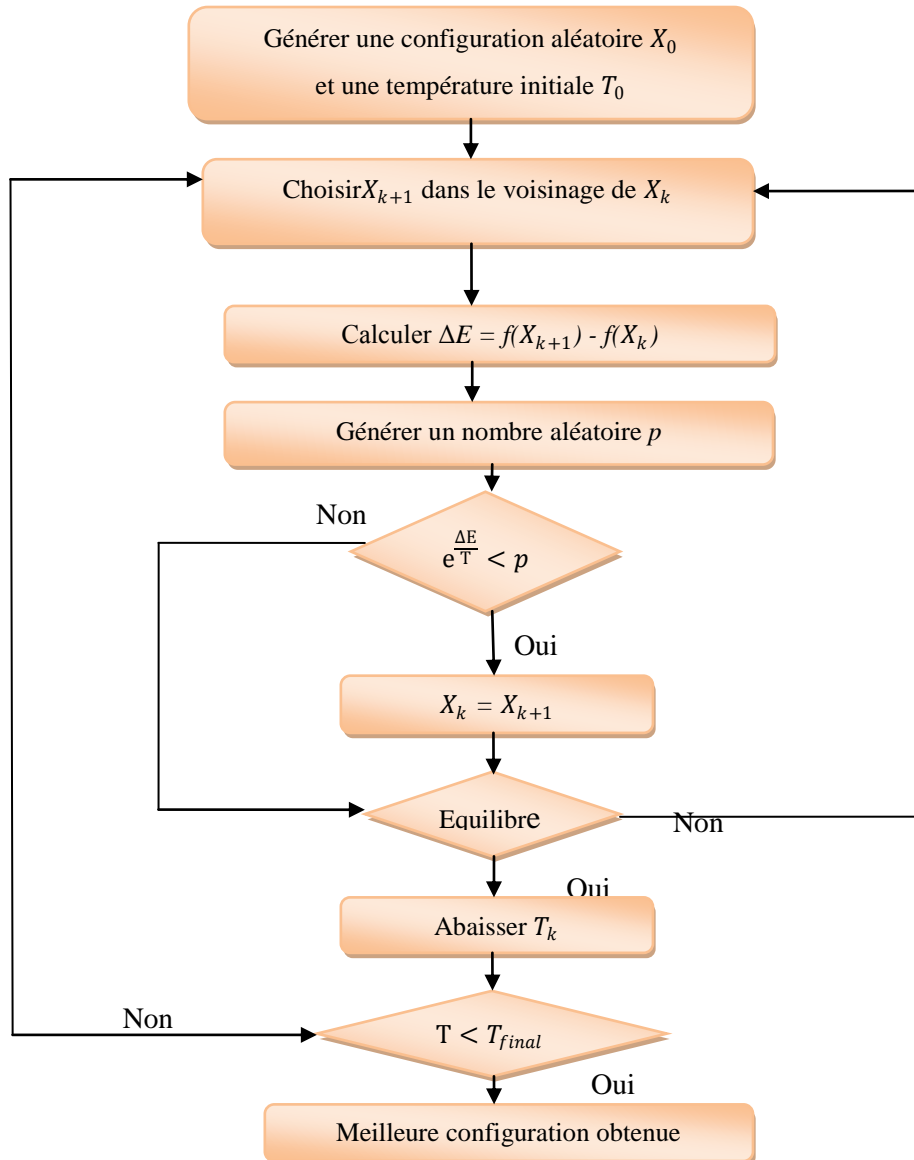 Générer une configuration aléatoire X₀
et une température initiale T₀
ChoisirXₖ₊₁ dans le voisinage de Xₖ
Calculer ΔE = f(Xₖ₊₁) - f(Xₖ)
Générer un nombre aléatoire p
Non
e^(ΔE/T) < p
Oui
Xₖ = Xₖ₊₁
Equilibre
Non
Oui
Abaisser Tₖ
Non
T < T_final
Oui
Meilleure configuration obtenue